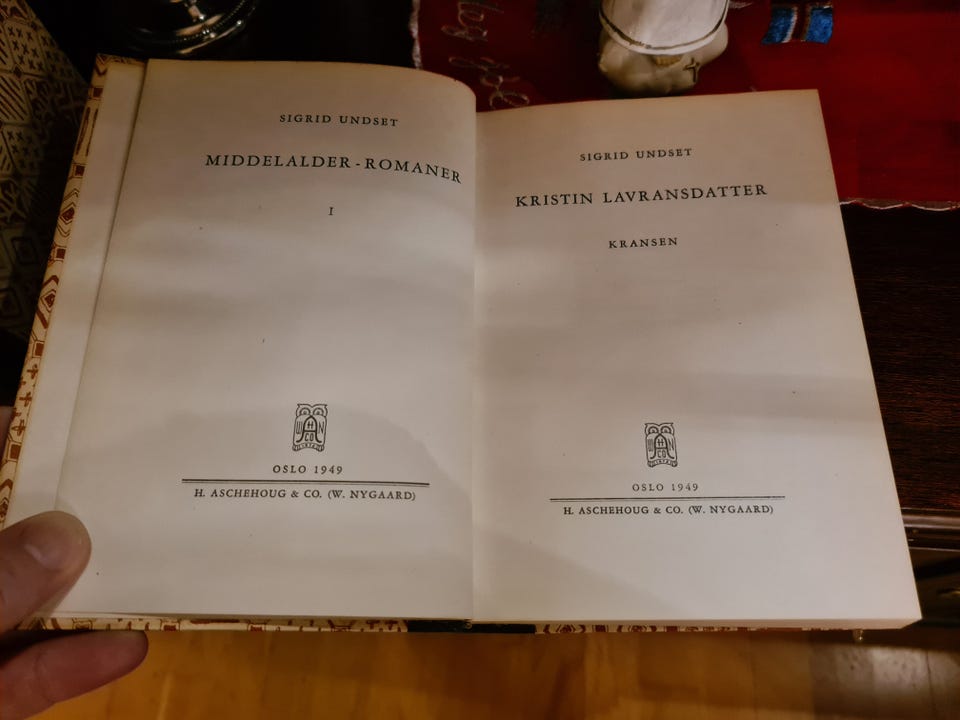 SIGRID UNDSET
MIDDELALDER-ROMANER
I
OSLO 1949
H. ASCHEHOUG & CO. (W. NYGAARD)
SIGRID UNDSET
KRISTIN LAVRANSDATTER
KRANSEN
OSLO 1949
H. ASCHEHOUG & CO. (W. NYGAARD)